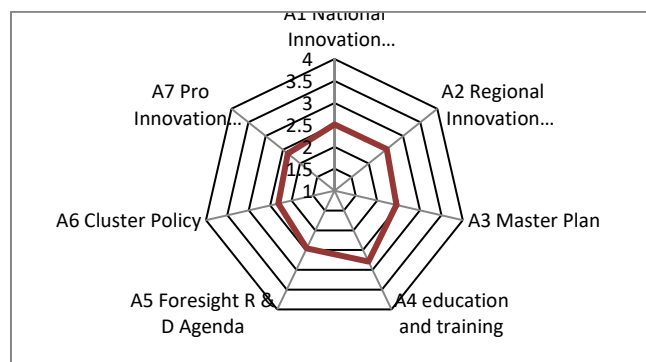 A1 National
Innovation...
A2 Regional
Innovation...
A3 Master Plan
A4 education
and training
A5 Foresight R &
D Agenda
A6 Cluster Policy
A7 Pro
Innovation...
4
3.5
3
2.5
2
1.5
1